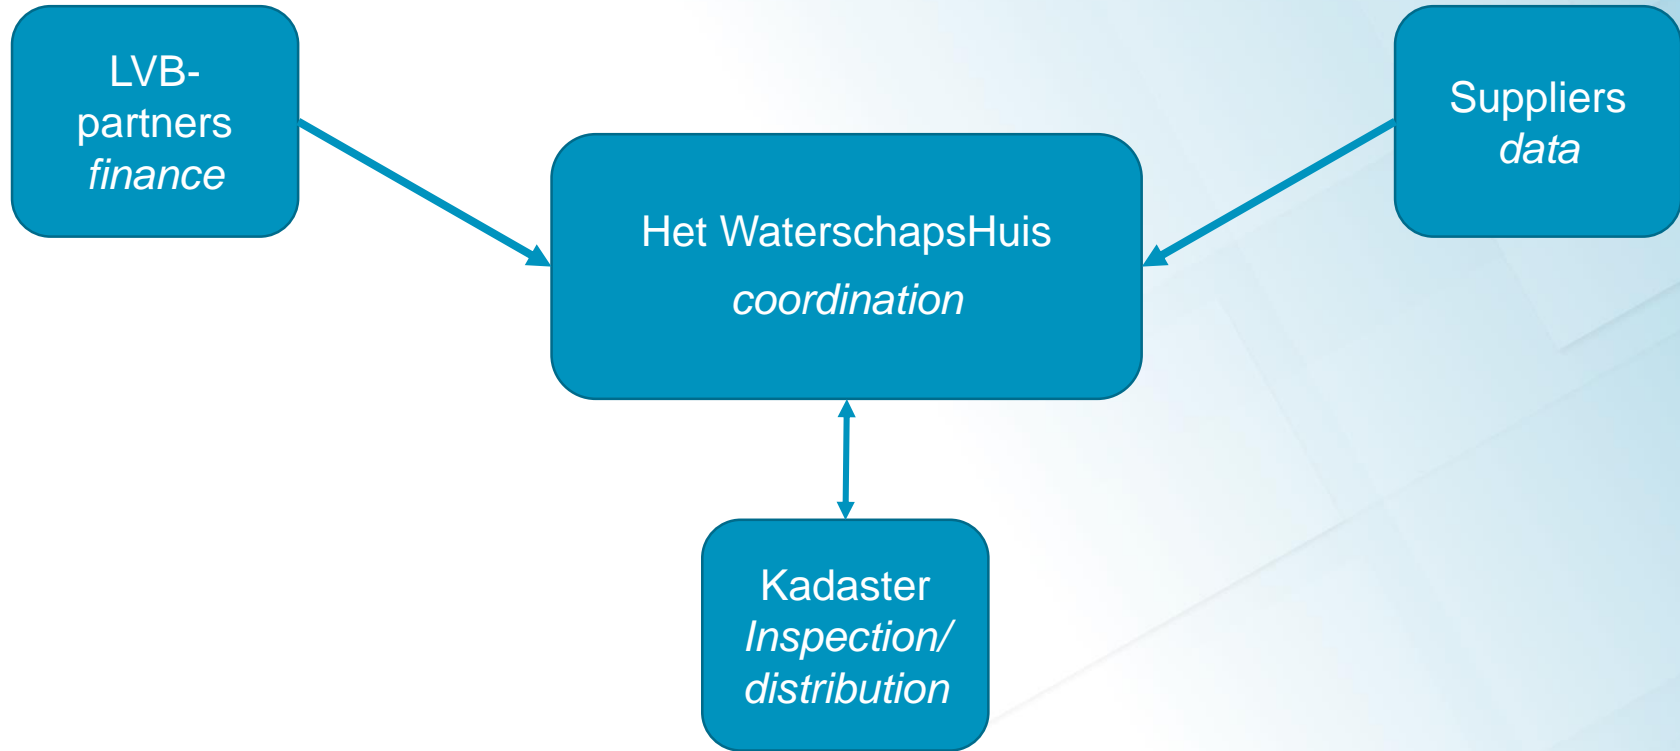 LVB-
partners
finance
Suppliers
data
Het WaterschapsHuis
coordination
Kadaster
Inspection/
distribution